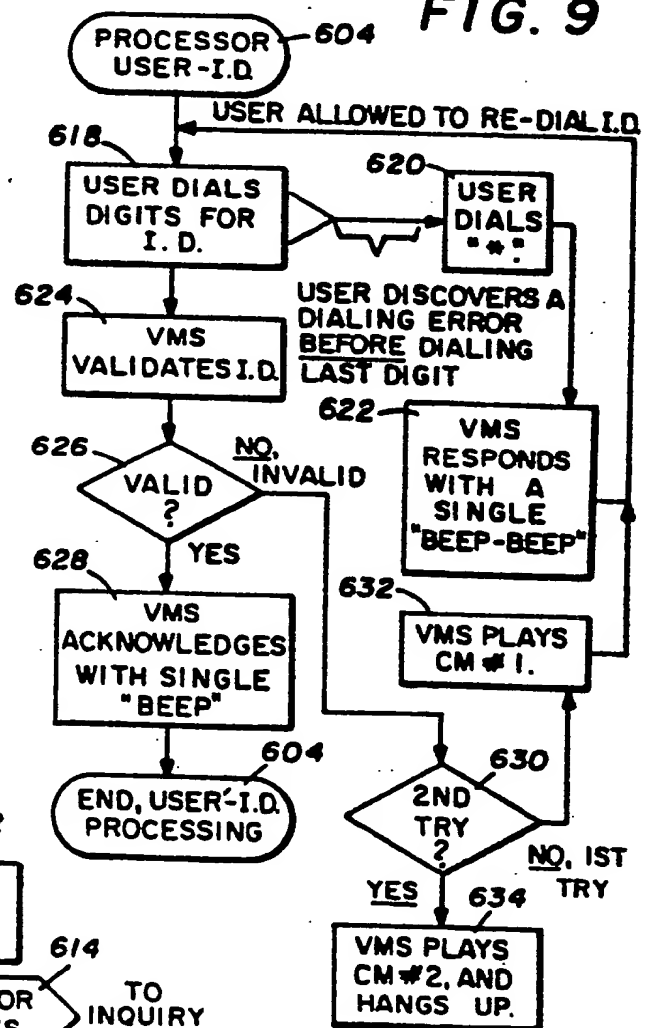 FIG. 9
PROCESSOR
USER-I.D.
604
USER ALLOWED TO RE-DIAL I.D.
618
USER DIALS
DIGITS FOR
I. D.
620
USER
DIALS
"*".
USER DISCOVERS A
DIALING ERROR
BEFORE DIALING
LAST DIGIT
624
VMS
VALIDATES I.D.
622
VMS
RESPONDS
WITH A
SINGLE
"BEEP-BEEP"
626
VALID
?
NO,
INVALID
YES
628
VMS
ACKNOWLEDGES
WITH SINGLE
"BEEP"
632
VMS PLAYS
CM # 1.
604
END, USER'-I.D.
PROCESSING
630
2ND
TRY
?
NO, 1ST
TRY
YES
634
VMS PLAYS
CM #2, AND
HANGS UP.
614
OR
TO
INQUIRY